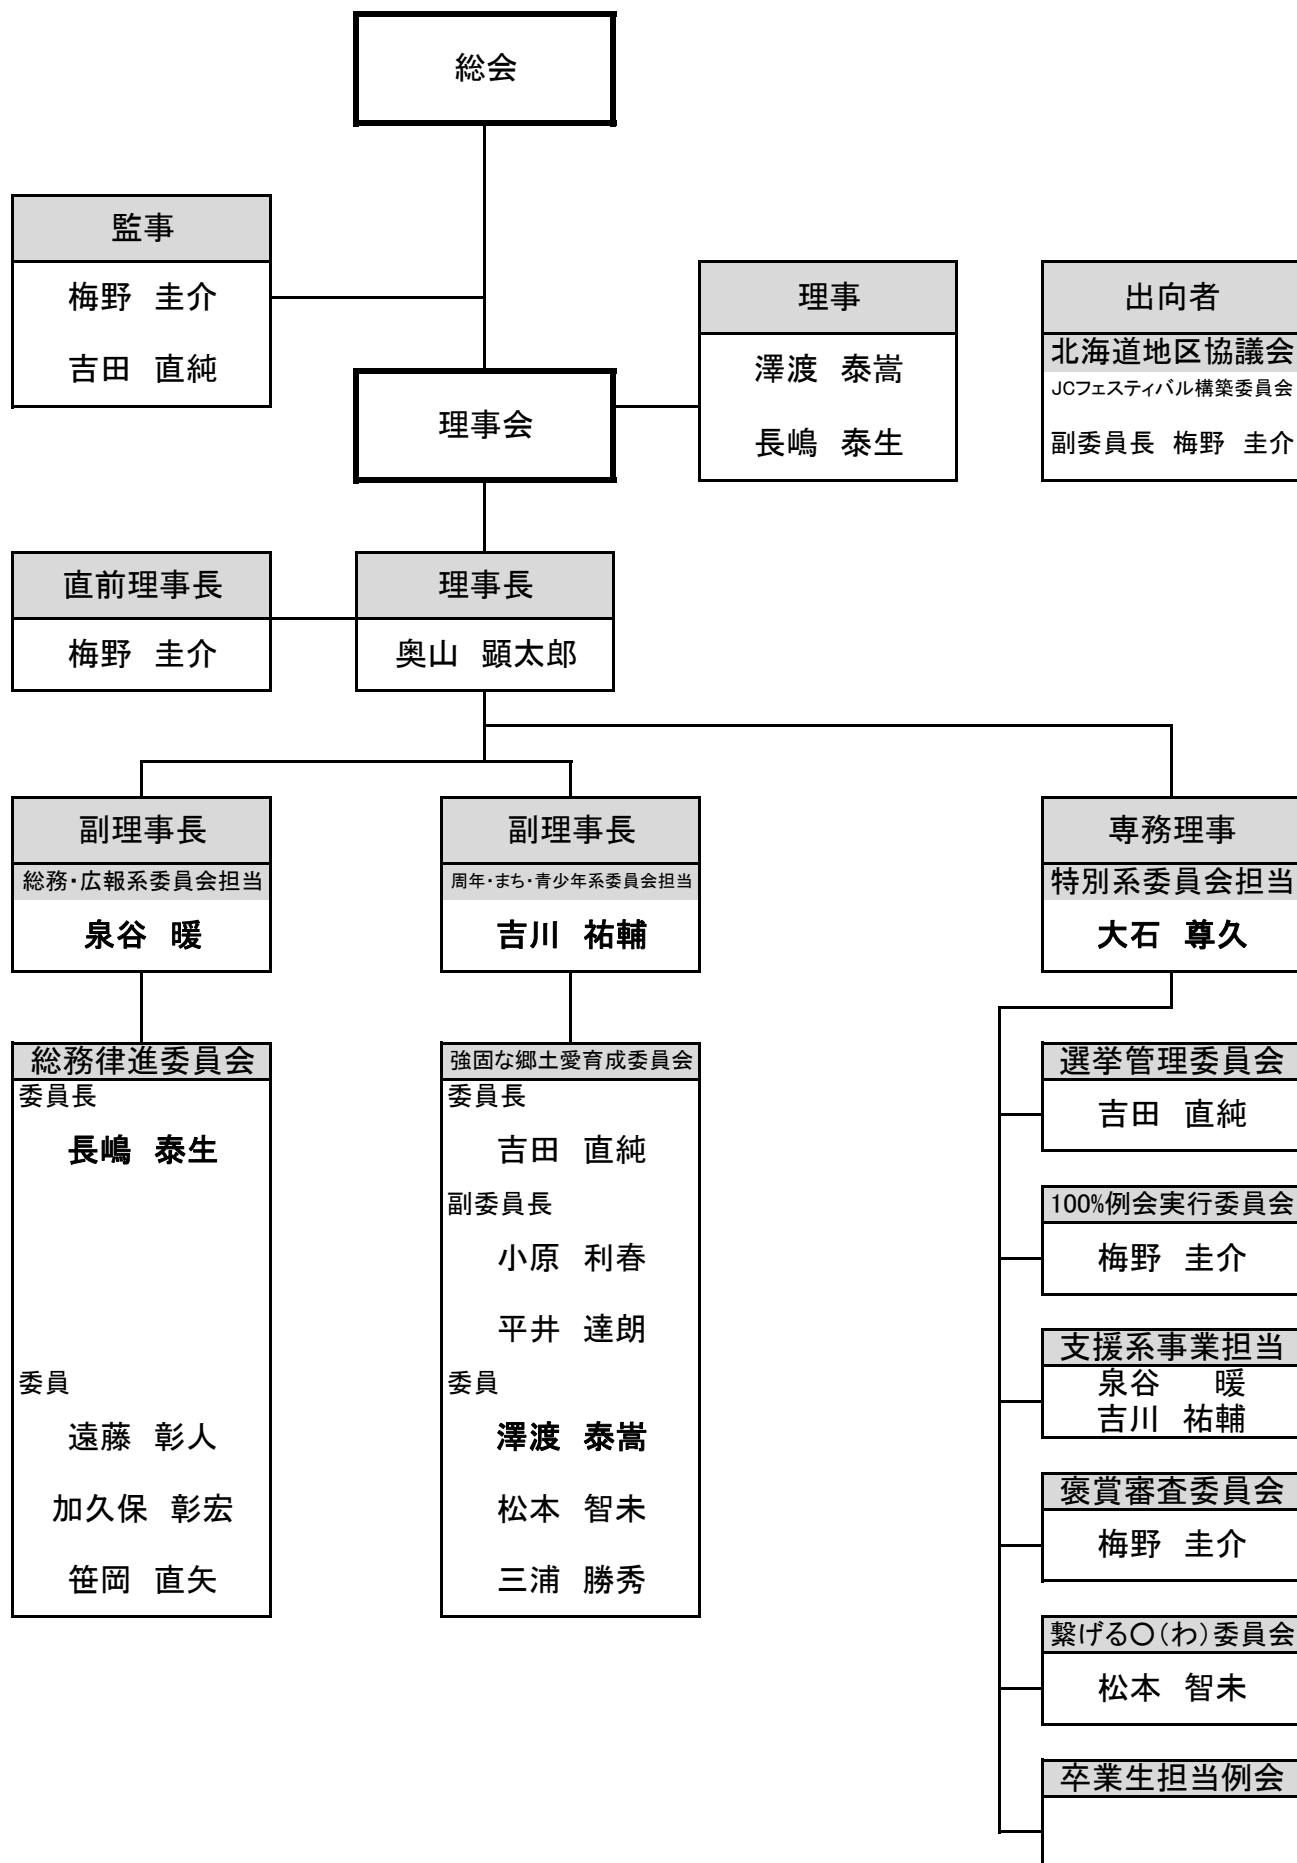 総会
監事
梅野 圭介
吉田 直純
理事
澤渡 泰嵩
長嶋 泰生
出向者
北海道地区協議会
JCフェスティバル構築委員会
副委員長 梅野 圭介
理事会
直前理事長
梅野 圭介
理事長
奥山 顕太郎
副理事長
総務・広報系委員会担当
泉谷 暖
副理事長
周年・まち・青少年系委員会担当
吉川 祐輔
専務理事
特別系委員会担当
大石 尊久
総務律進委員会
委員長
長嶋 泰生
委員
遠藤 彰人
加久保 彰宏
笹岡 直矢
強固な郷土愛育成委員会
委員長
吉田 直純
副委員長
小原 利春
平井 達朗
委員
澤渡 泰嵩
松本 智未
三浦 勝秀
選挙管理委員会
吉田 直純
100%例会実行委員会
梅野 圭介
支援系事業担当
泉谷 暖
吉川 祐輔
褒賞審査委員会
梅野 圭介
繋げる〇(わ)委員会
松本 智未
卒業生担当例会